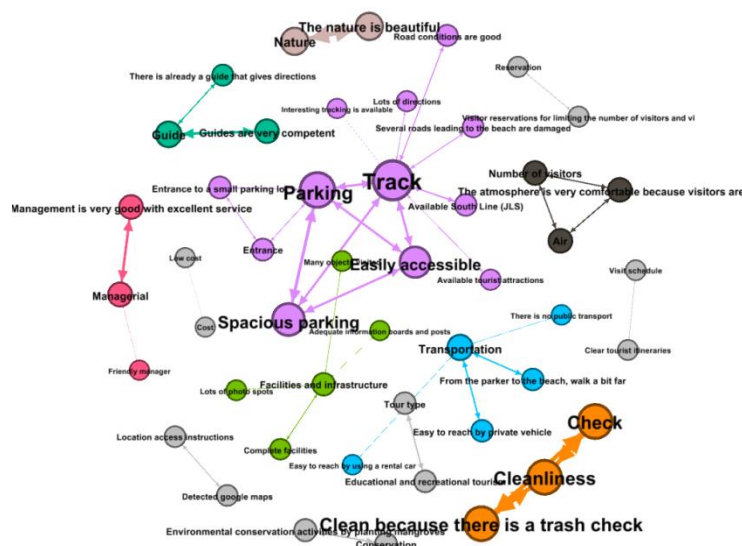 The nature is beautiful
Nature
Road conditions are good
There is already a guide that gives directions
Reservation
Interesting tracking is available
Lots of directions
Visitor reservations for limiting the number of visitors and vi
Guide
Guides are very competent
Several roads leading to the beach are damaged
Number of visitors
Track
Entrance to a small parking lo
Parking
The atmosphere is very comfortable because visitors are
Management is very good with excellent service
Available South Line (JLS)
Air
Entrance
Low cost
Many objects
Easily accessible
Visit schedule
Available tourist attractions
Managerial
Spacious parking
There is no public transport
Cost
Adequate information boards and posts
Transportation
Clear tourist itineraries
Friendly manager
Lots of photo spots
Facilities and infrastructure
From the parker to the beach, walk a bit far
Tour type
Check
Location access instructions
Complete facilities
Easy to reach by private vehicle
Easy to reach by using a rental car
Cleanliness
Educational and recreational tourism
Detected google maps
Clean because there is a trash check
Environmental conservation activities by planting mangroves
Conservation